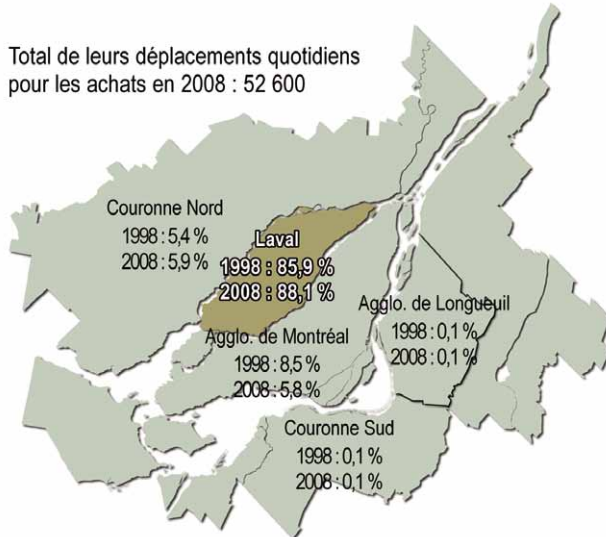 Total de leurs déplacements quotidiens
pour les achats en 2008 : 52 600
Couronne Nord
1998 : 5,4 %
2008 : 5,9 %
Laval
1998 : 85,9 %
2008 : 88,1 %
Agglo. de Longueuil
1998 : 0,1 %
2008 : 0,1 %
Agglo. de Montréal
1998 : 8,5 %
2008 : 5,8 %
Couronne Sud
1998 : 0,1 %
2008 : 0,1 %